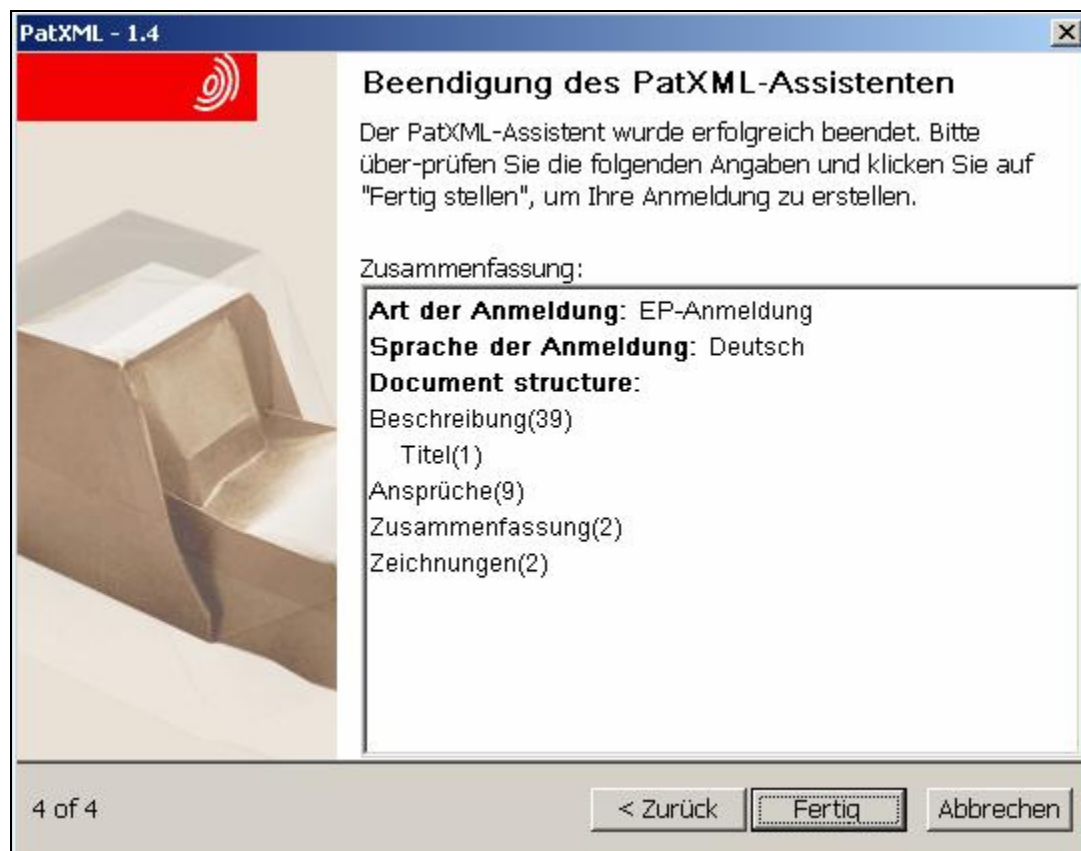 PatXML - 1.4
Beendigung des PatXML-Assistenten
Der PatXML-Assistent wurde erfolgreich beendet. Bitte
über-prüfen Sie die folgenden Angaben und klicken Sie auf
"Fertig stellen", um Ihre Anmeldung zu erstellen.
Zusammenfassung:
Art der Anmeldung: EP-Anmeldung
Sprache der Anmeldung: Deutsch
Document structure:
Beschreibung(39)
Titel(1)
Ansprüche(9)
Zusammenfassung(2)
Zeichnungen(2)
4 of 4
< Zurück
Fertig
Abbrechen